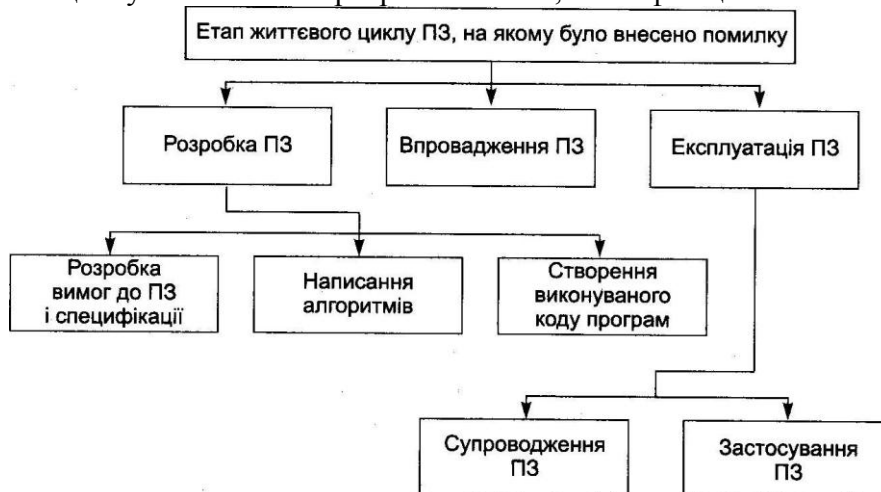 Етап життєвого циклу ПЗ, на якому було внесено помилку
Розробка ПЗ
Впровадження ПЗ
Експлуатація ПЗ
Розробка
вимог до ПЗ
і специфікації
Написання
алгоритмів
Створення
виконуваного
коду програм
Супроводження
ПЗ
Застосування
ПЗ